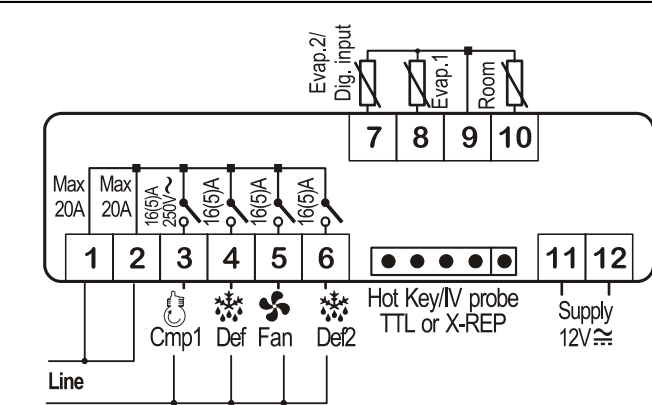 Evap.2/
Dig. input
Evap.1
Room
7 8 9 10
Max
20A
Max
20A
16(5)A
250V~
16(5)A
16(5)A
16(5)A
1 2 3 4 5 6
11 12
Hot Key/IV probe
TTL or X-REP
Supply
12V≂
Cmp1 Def Fan Def2
Line